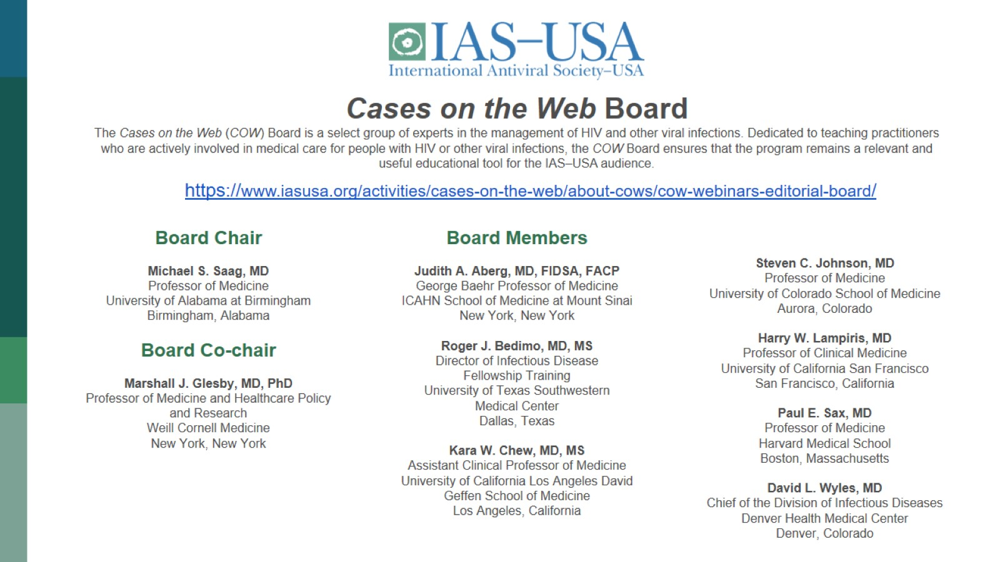 IAS–USA
International Antiviral Society–USA
Cases on the Web Board
The Cases on the Web (COW) Board is a select group of experts in the management of HIV and other viral infections. Dedicated to teaching practitioners
who are actively involved in medical care for people with HIV or other viral infections, the COW Board ensures that the program remains a relevant and
useful educational tool for the IAS–USA audience.
https://www.iasusa.org/activities/cases-on-the-web/about-cows/cow-webinars-editorial-board/
Board Chair
Michael S. Saag, MD
Professor of Medicine
University of Alabama at Birmingham
Birmingham, Alabama
Board Co-chair
Marshall J. Glesby, MD, PhD
Professor of Medicine and Healthcare Policy
and Research
Weill Cornell Medicine
New York, New York
Board Members
Judith A. Aberg, MD, FIDSA, FACP
George Baehr Professor of Medicine
ICAHN School of Medicine at Mount Sinai
New York, New York
Roger J. Bedimo, MD, MS
Director of Infectious Disease
Fellowship Training
University of Texas Southwestern
Medical Center
Dallas, Texas
Kara W. Chew, MD, MS
Assistant Clinical Professor of Medicine
University of California Los Angeles David
Geffen School of Medicine
Los Angeles, California
Steven C. Johnson, MD
Professor of Medicine
University of Colorado School of Medicine
Aurora, Colorado
Harry W. Lampiris, MD
Professor of Clinical Medicine
University of California San Francisco
San Francisco, California
Paul E. Sax, MD
Professor of Medicine
Harvard Medical School
Boston, Massachusetts
David L. Wyles, MD
Chief of the Division of Infectious Diseases
Denver Health Medical Center
Denver, Colorado